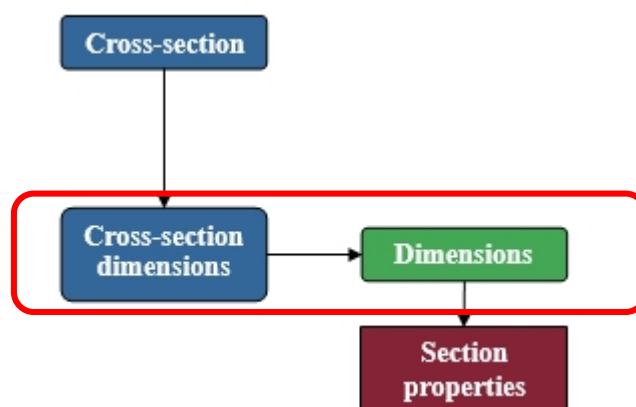 Cross-section
Cross-section
dimensions
Dimensions
Section
properties